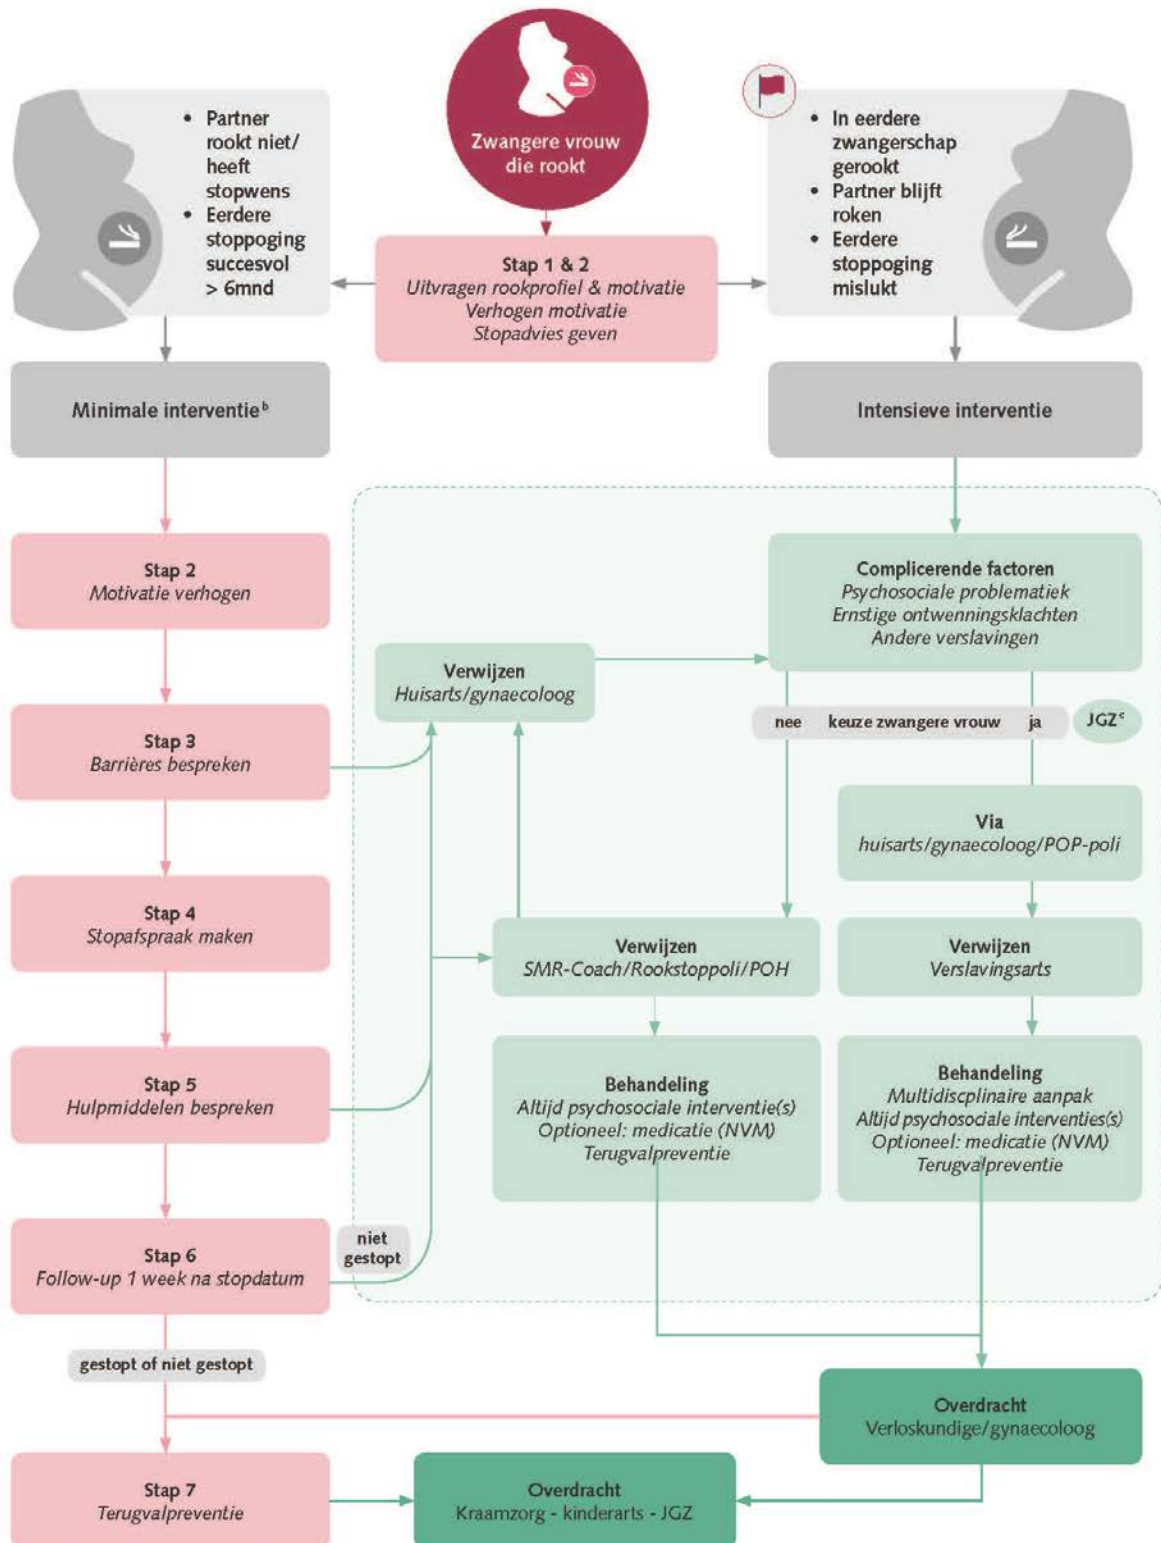 Zwangere vrouw
die rookt
• Partner
rookt niet/
heeft
stopwens
• Eerdere
stoppoging
succesvol
> 6mnd
• In eerdere
zwangerschap
gerookt
• Partner blijft
roken
• Eerdere
stoppoging
mislukt
Stap 1 & 2
Uitvragen rookprofiel & motivatie
Verhogen motivatie
Stopadvies geven
Minimale interventie b
Intensieve interventie
Stap 2
Motivatie verhogen
Complicerende factoren
Psychosociale problematiek
Ernstige ontwenningsklachten
Andere verslavingen
Verwijzen
Huisarts/gynaecoloog
nee keuze zwangere vrouw ja
JGZ c
Stap 3
Barrières bespreken
Via
huisarts/gynaecoloog/POP-poli
Stap 4
Stopafspraak maken
Verwijzen
SMR-Coach/Rookstoppoli/POH
Verwijzen
Verslavingsarts
Stap 5
Hulpmiddelen bespreken
Behandeling
Altijd psychosociale interventie(s)
Optioneel: medicatie (NVM)
Terugvalpreventie
Behandeling
Multidiscplinaire aanpak
Altijd psychosociale interventies(s)
Optioneel: medicatie (NVM)
Terugvalpreventie
Stap 6
Follow-up 1 week na stopdatum
niet
gestopt
gestopt of niet gestopt
Overdracht
Verloskundige/gynaecoloog
Stap 7
Terugvalpreventie
Overdracht
Kraamzorg - kinderarts - JGZ